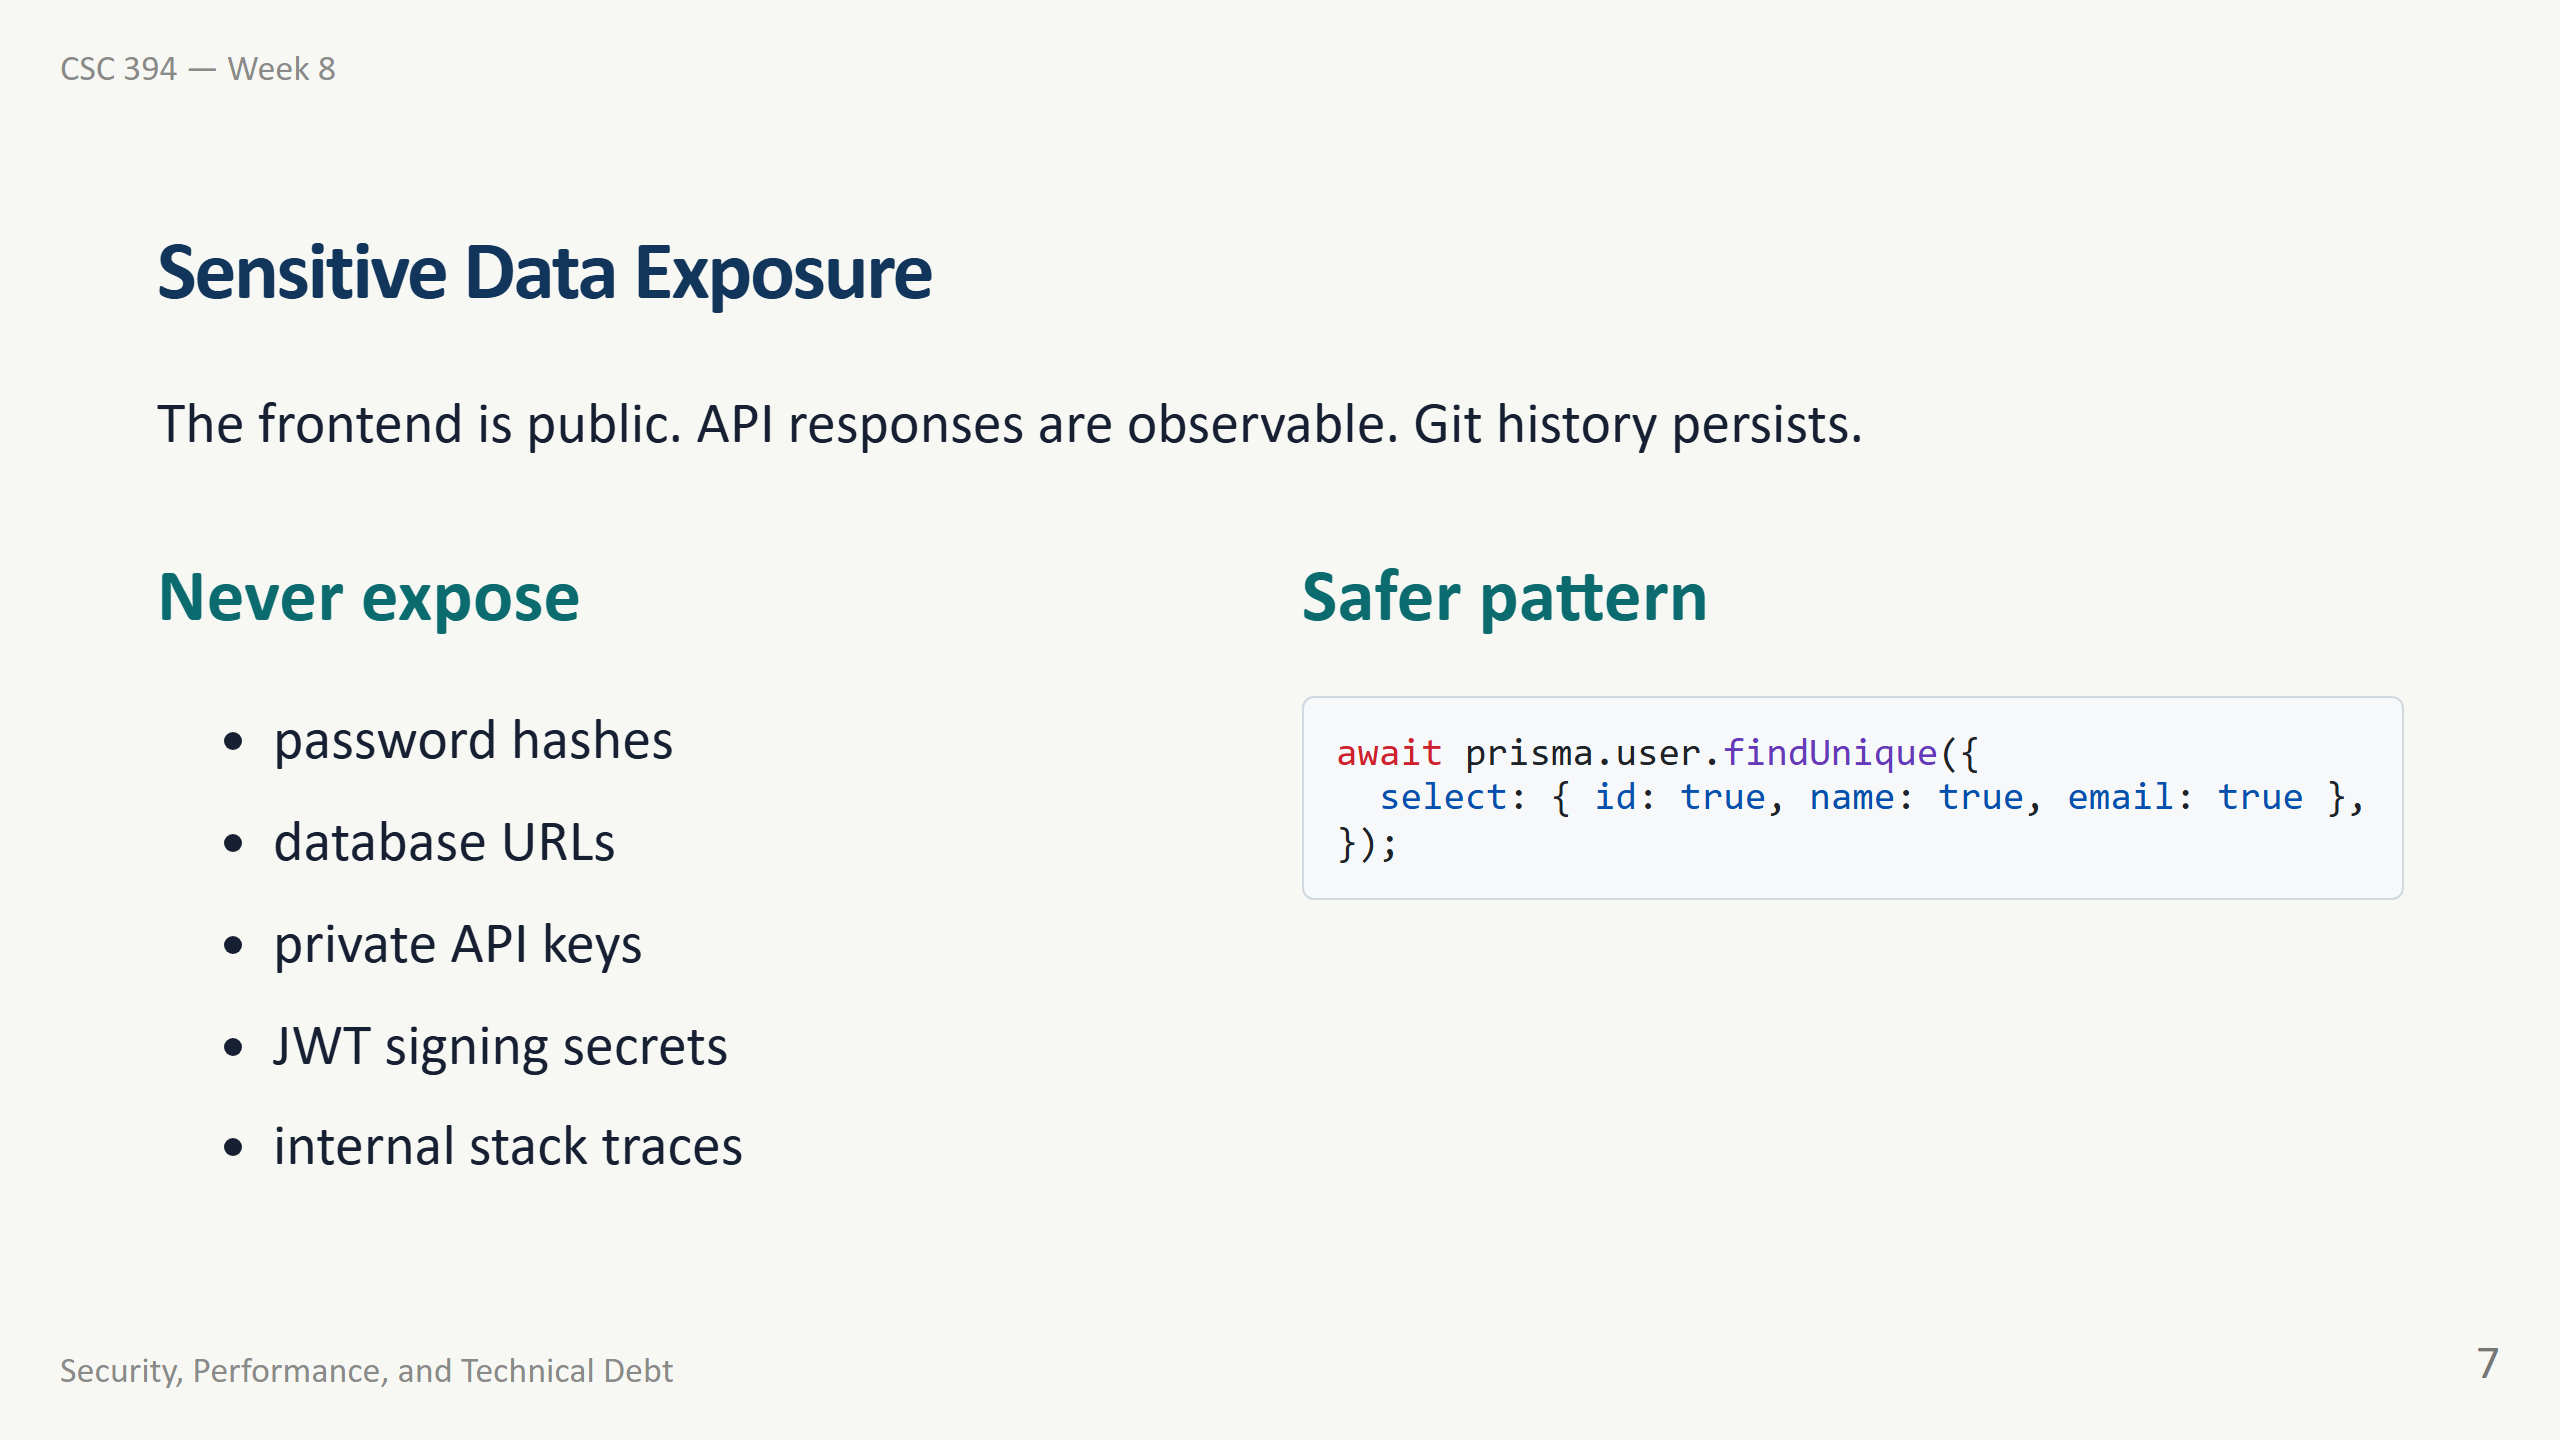 CSC 394 — Week 8
Sensitive Data Exposure
The frontend is public. API responses are observable. Git history persists.
Never expose
• password hashes
• database URLs
• private API keys
• JWT signing secrets
• internal stack traces
Safer pattern
await prisma.user.findUnique({
  select: { id: true, name: true, email: true },
});
Security, Performance, and Technical Debt
7